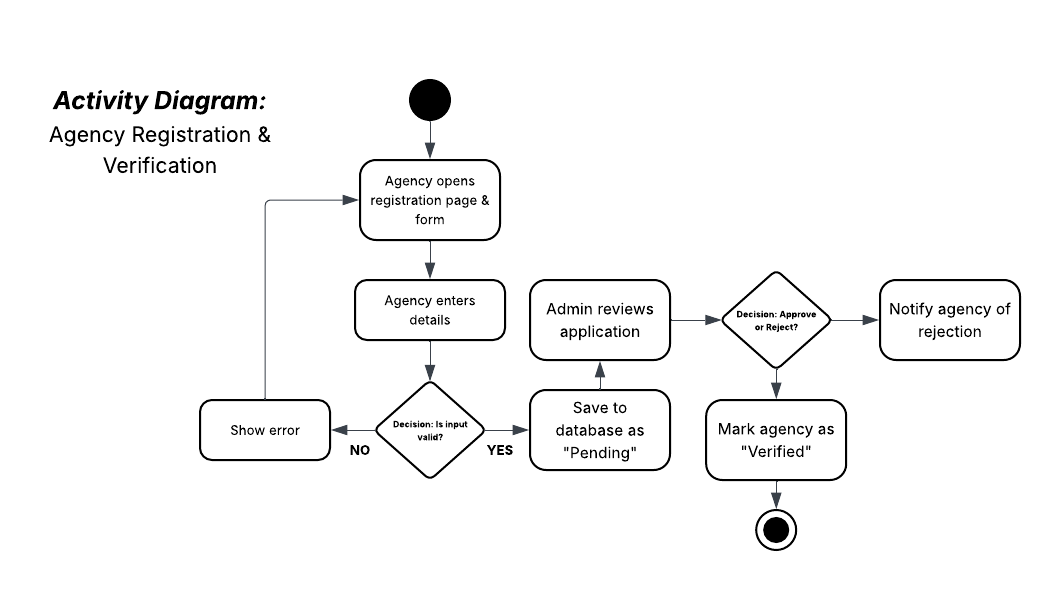 Activity Diagram:
Agency Registration &
Verification
Agency opens
registration page &
form
Agency enters
details
Decision: Is input
valid?
NO
YES
Show error
Save to
database as
"Pending"
Admin reviews
application
Decision: Approve
or Reject?
Notify agency of
rejection
Mark agency as
"Verified"